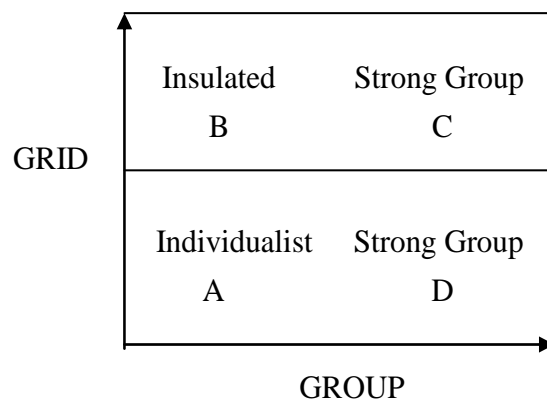 Insulated Strong Group
B C
GRID
Individualist Strong Group
A D
GROUP